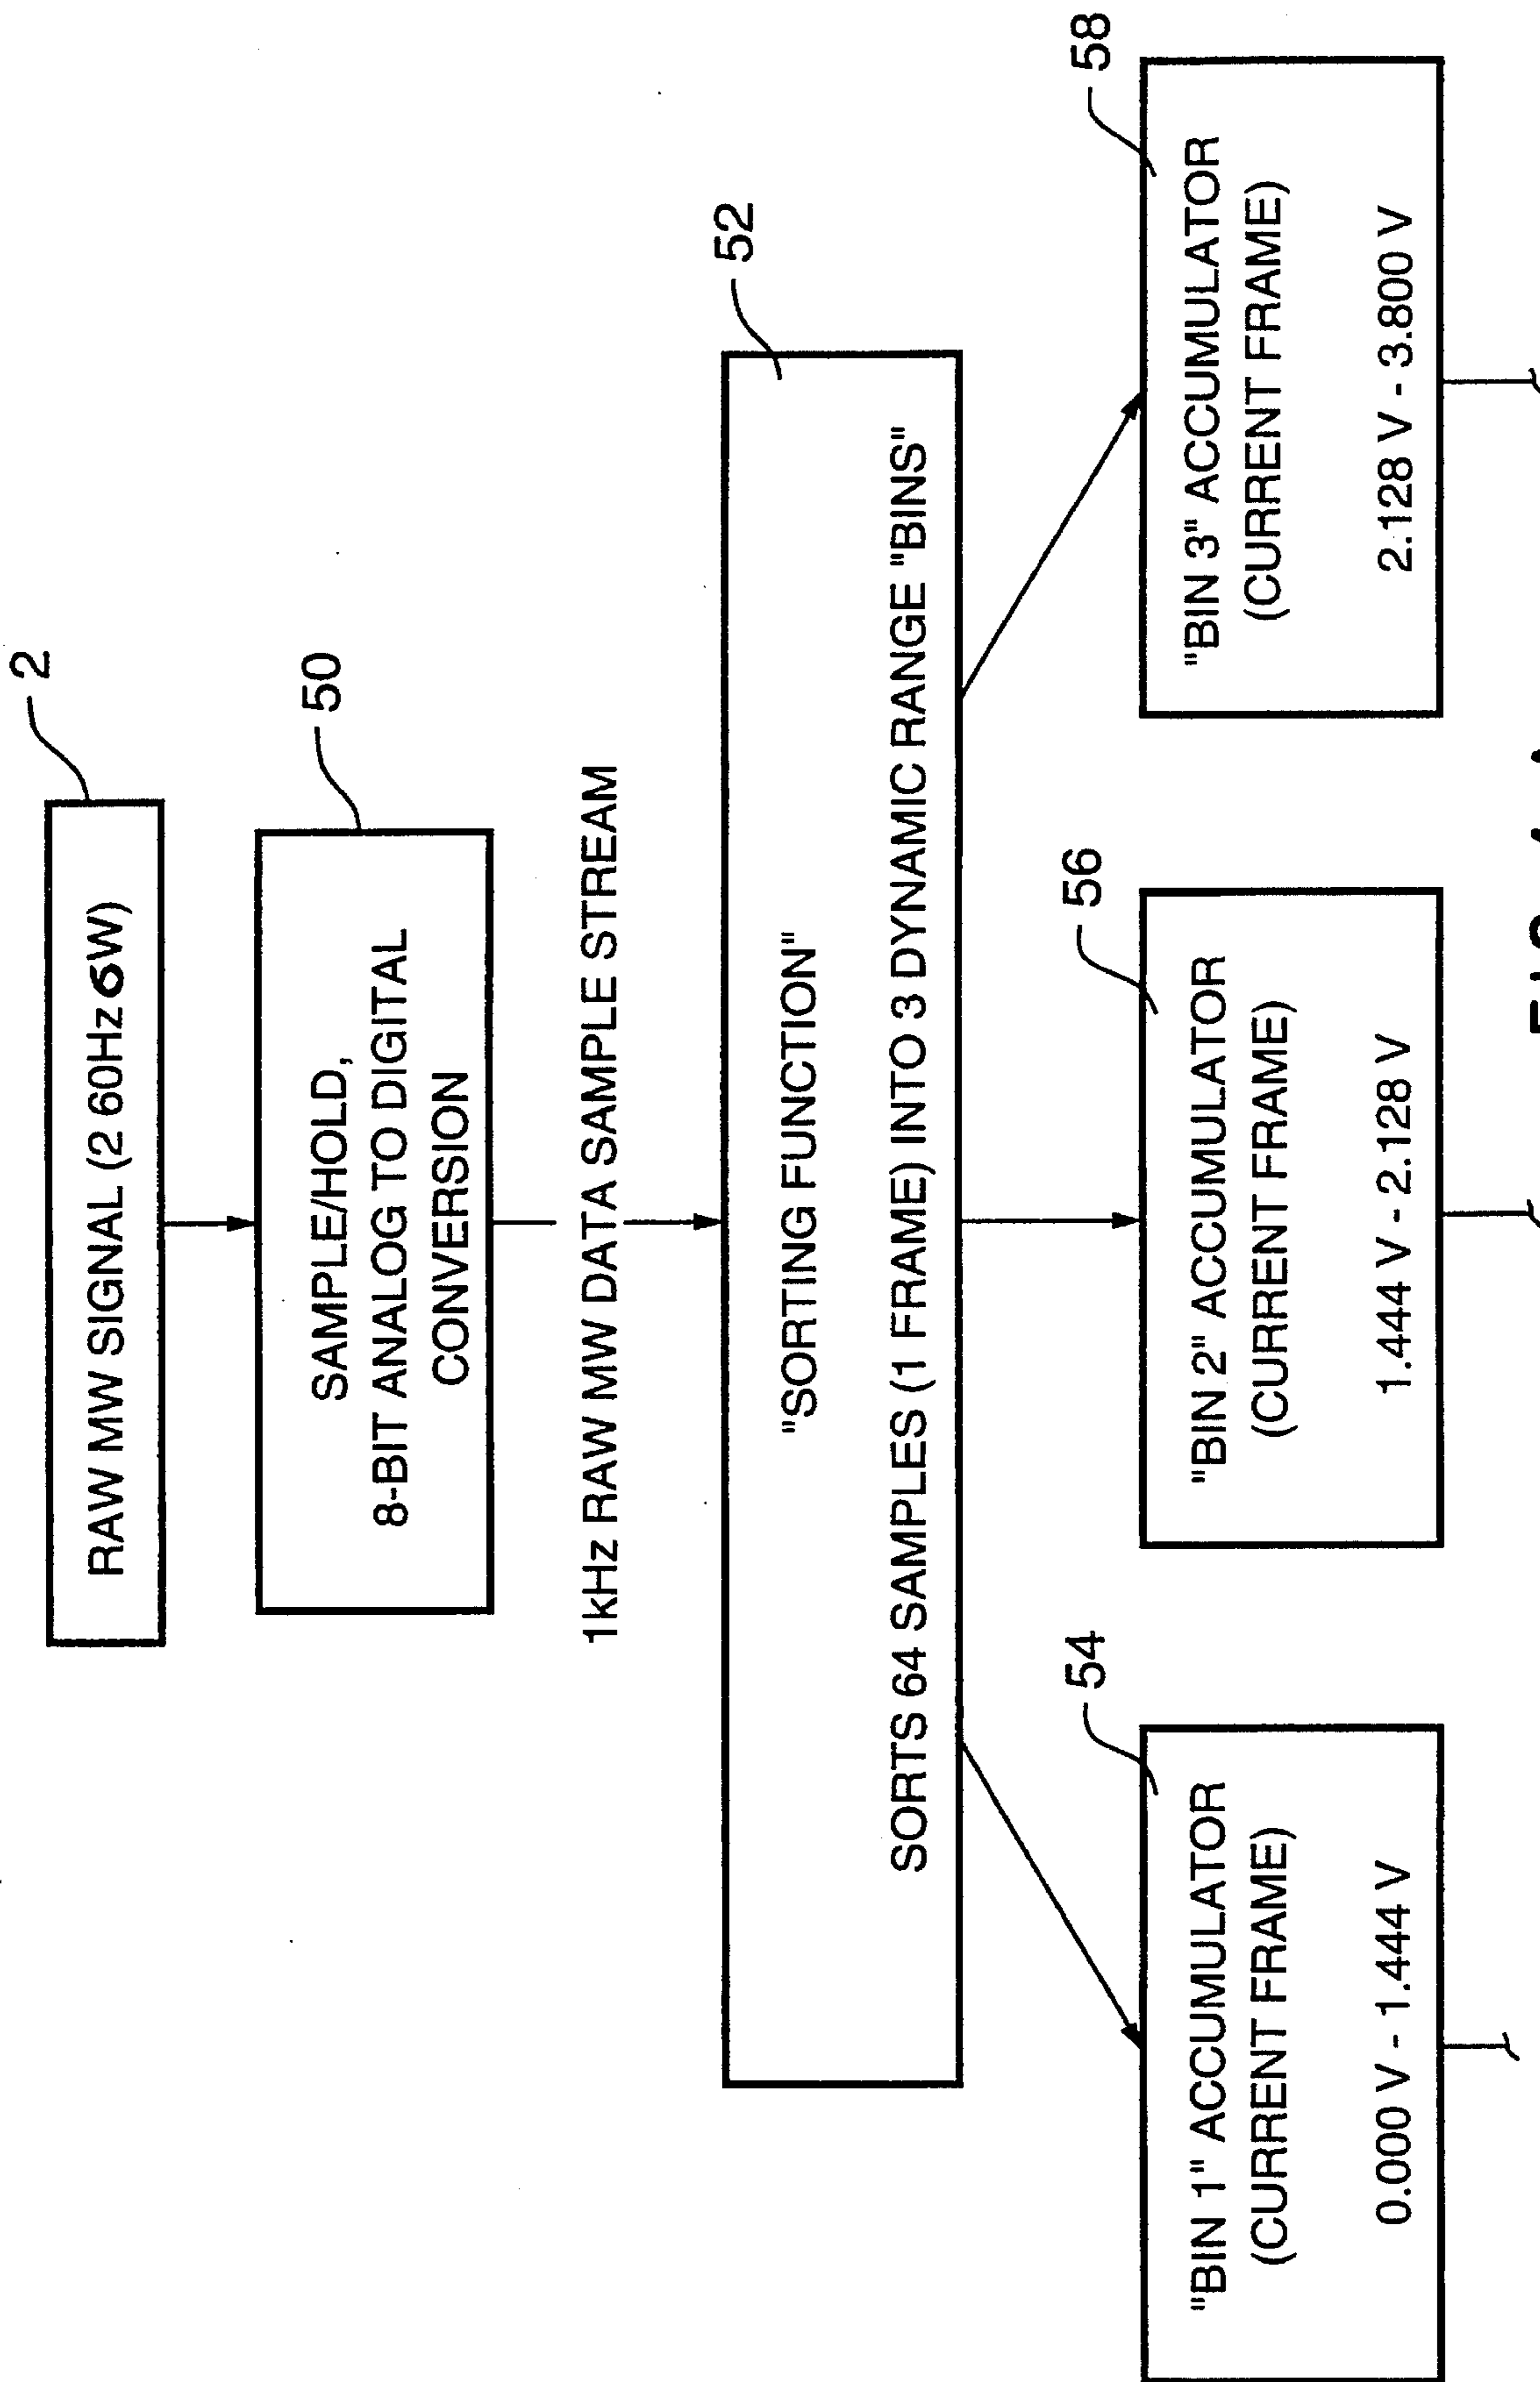 2
RAW MW SIGNAL (2 60Hz σW)
50
SAMPLE/HOLD,
8-BIT ANALOG TO DIGITAL
CONVERSION
1kHz RAW MW DATA SAMPLE STREAM
52
"SORTING FUNCTION"
SORTS 64 SAMPLES (1 FRAME) INTO 3 DYNAMIC RANGE "BINS"
54
"BIN 1" ACCUMULATOR
(CURRENT FRAME)
0.000 V - 1.444 V
56
"BIN 2" ACCUMULATOR
(CURRENT FRAME)
1.444 V - 2.128 V
58
"BIN 3" ACCUMULATOR
(CURRENT FRAME)
2.128 V - 3.800 V